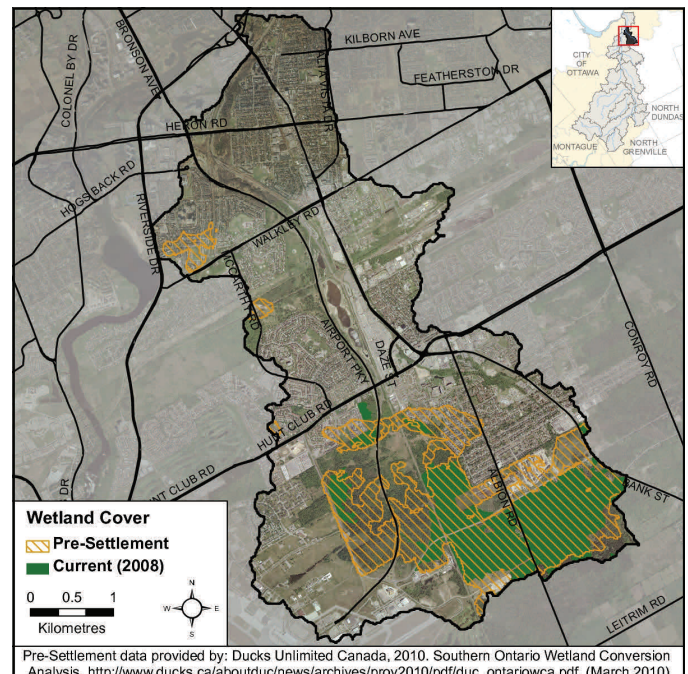 KILBORN AVE
FEATHERSTON DR
COLONEL BY DR
BRONSON AVE
ALTA VISTA DR
HERON RD
HOGS BACK RD
RIVERSIDE DR
WALKLEY RD
MCCARTHY RD
AIRPORT PKY
DAZE ST
CONROY RD
HUNT CLUB RD
HUNT CLUB RD
ALBION RD
BANK ST
LEITRIM RD
DR
CITY
OF
OTTAWA
NORTH
DUNDAS
MONTAGUE
NORTH
GRENVILLE
Wetland Cover
Pre-Settlement
Current (2008)
0 0.5 1
Kilometres
N
W E
S
Pre-Settlement data provided by: Ducks Unlimited Canada, 2010. Southern Ontario Wetland Conversion
Analysis. http://www.ducks.ca/aboutduc/news/archives/prov2010/pdf/duc_ontariowca.pdf (March 2010)